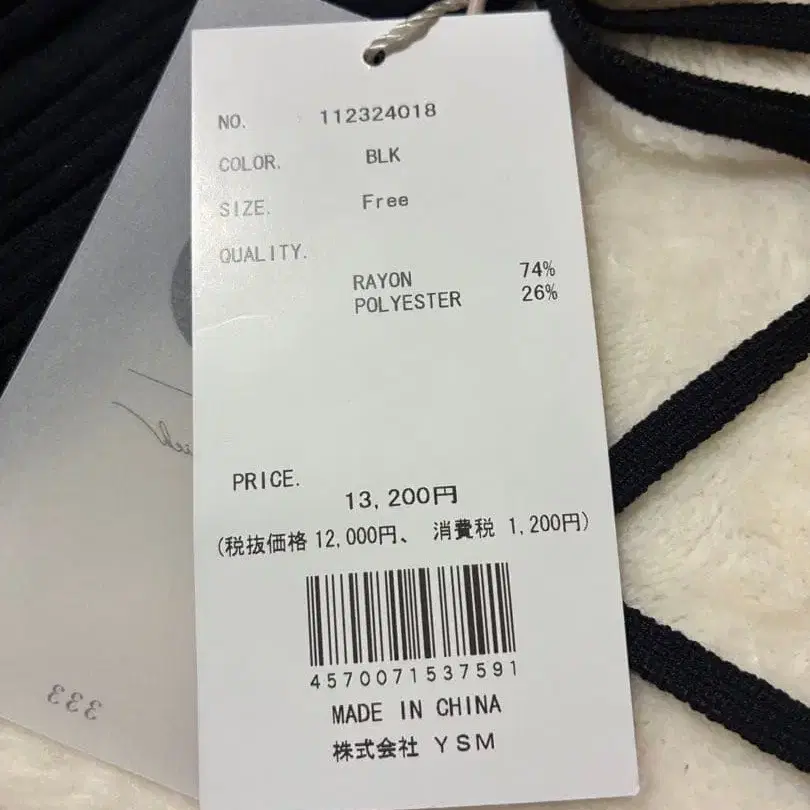 NO. 112324018
COLOR. BLK
SIZE. Free
QUALITY.
RAYON 74%
POLYESTER 26%
PRICE.
13,200円
(税抜価格 12,000円、 消費税 1,200円)
4570071537591
MADE IN CHINA
株式会社 YSM
333